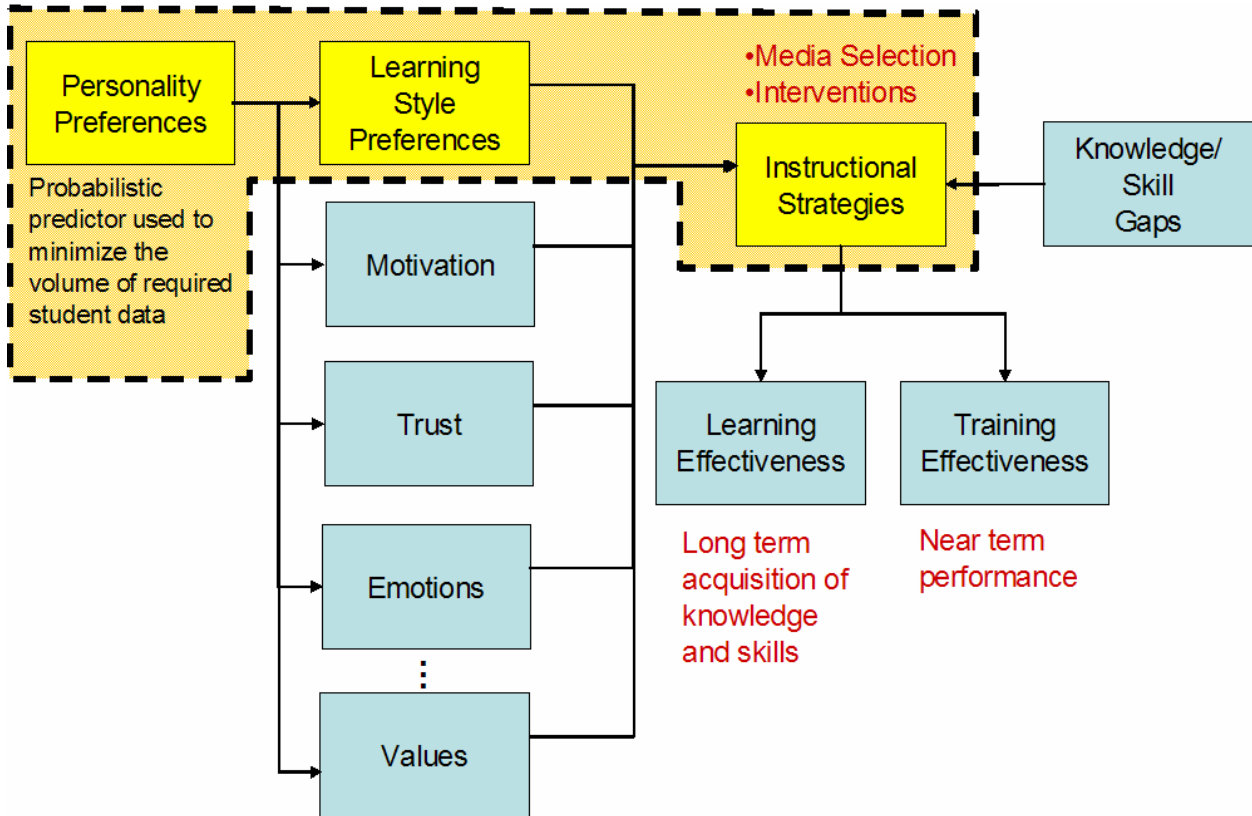 Personality
Preferences
Probabilistic
predictor used to
minimize the
volume of required
student data
Learning
Style
Preferences
•Media Selection
•Interventions
Instructional
Strategies
Knowledge/
Skill
Gaps
Motivation
Trust
Emotions
⋮
Values
Learning
Effectiveness
Training
Effectiveness
Long term
acquisition of
knowledge
and skills
Near term
performance